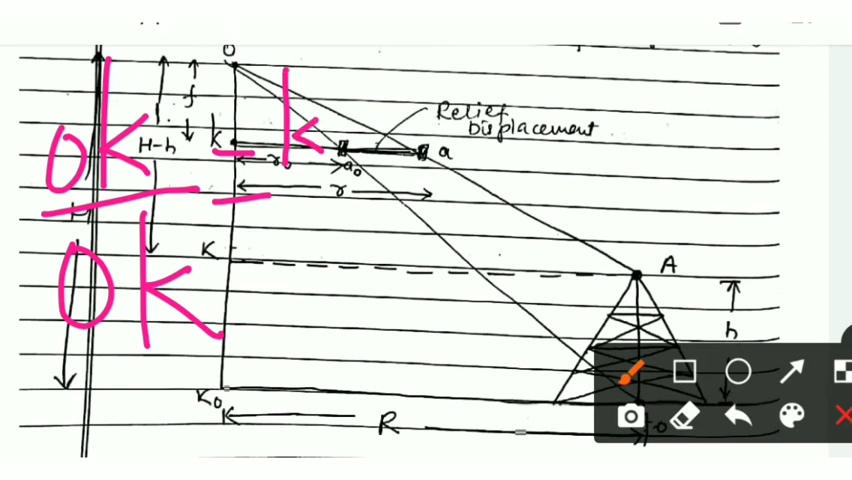 O
f
Relief
Displacement
k
H-h
r₀
a₀
a
r
K
A
h
K₀
R
Ok
Ok
k